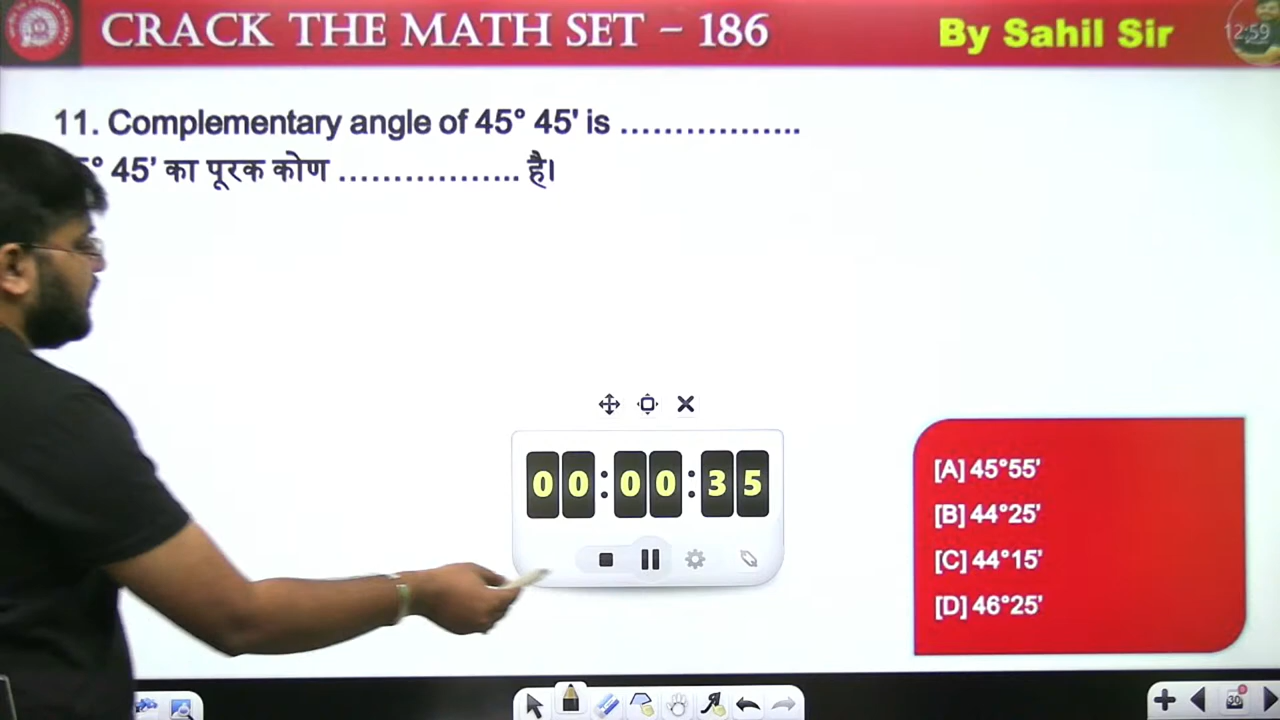 CRACK THE MATH SET – 186
By Sahil Sir
12:59
11. Complementary angle of 45° 45' is ……………..
° 45' का पूरक कोण …………….. है।
00:00:35
[A] 45°55'
[B] 44°25'
[C] 44°15'
[D] 46°25'